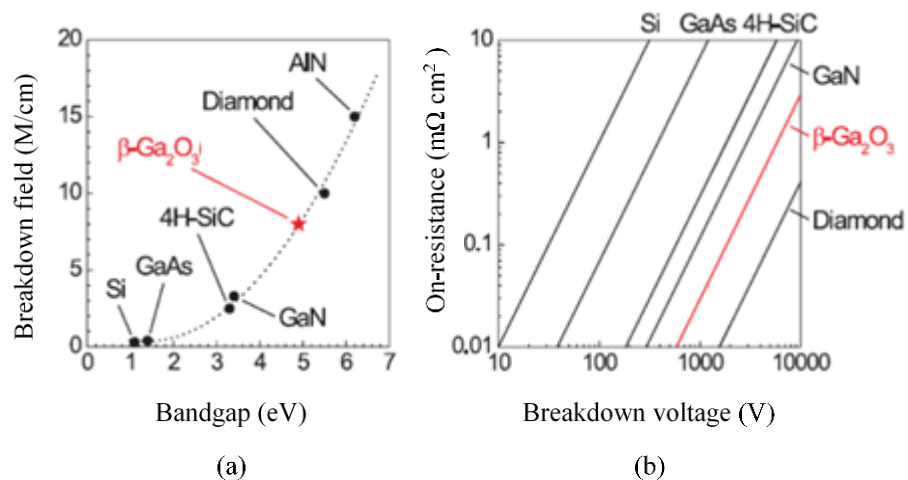 Breakdown field (M/cm)
20
15
10
5
0
AlN
Diamond
β-Ga₂O₃
4H-SiC
GaAs
Si
GaN
0 1 2 3 4 5 6 7
Bandgap (eV)
(a)
On-resistance (mΩ cm²)
Si GaAs 4H-SiC
10
1
0.1
0.01
GaN
β-Ga₂O₃
Diamond
10 100 1000 10000
Breakdown voltage (V)
(b)